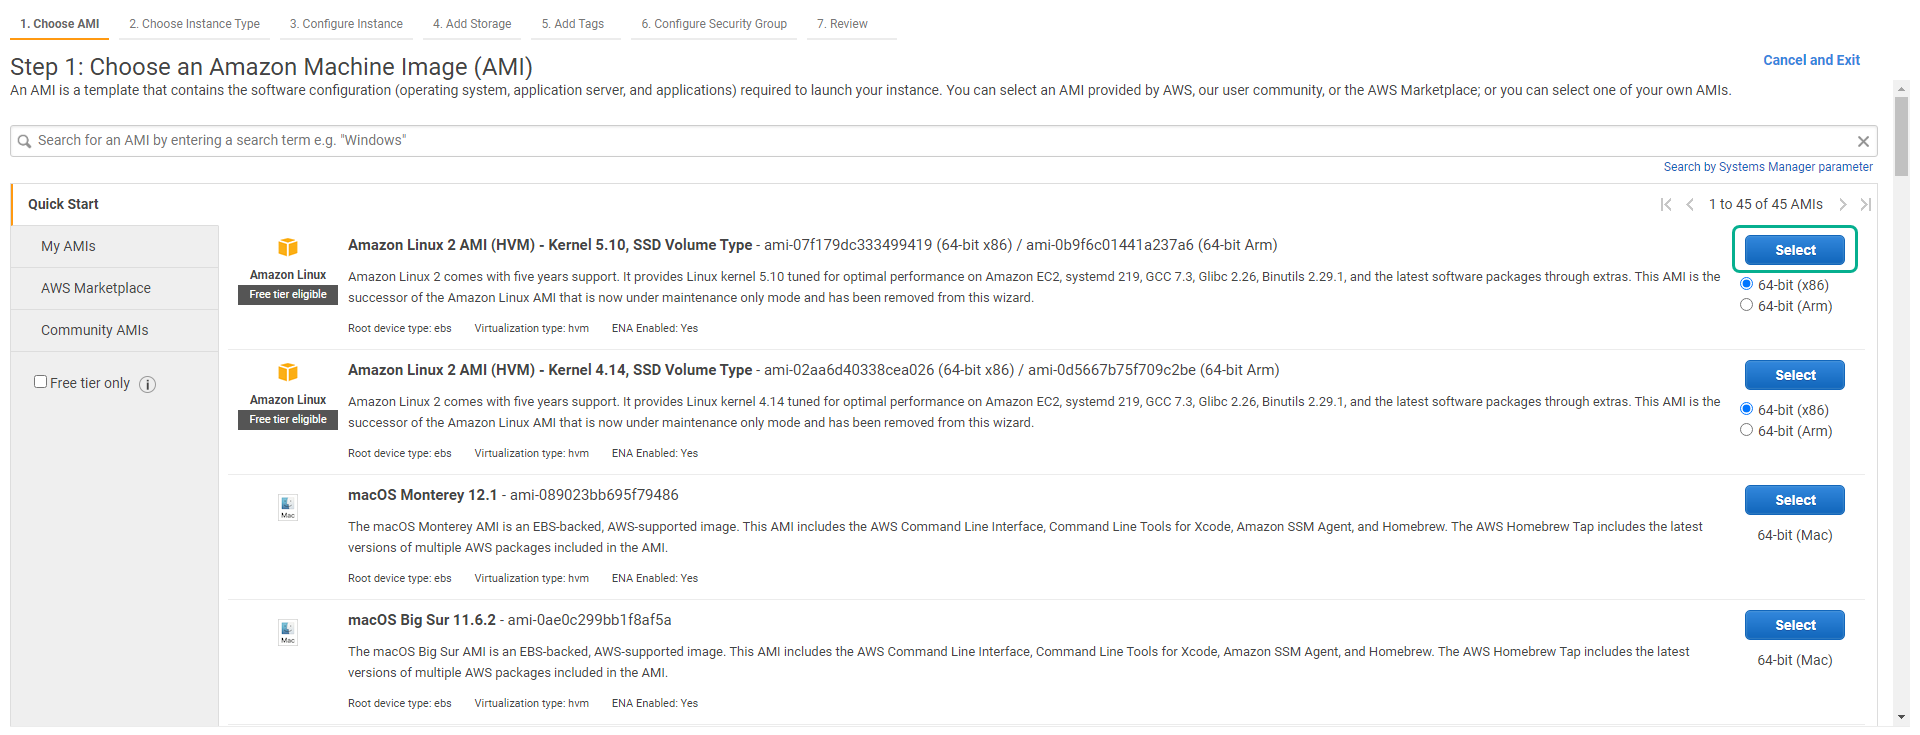 1. Choose AMI 2. Choose Instance Type 3. Configure Instance 4. Add Storage 5. Add Tags 6. Configure Security Group 7. Review
Step 1: Choose an Amazon Machine Image (AMI)
Cancel and Exit
An AMI is a template that contains the software configuration (operating system, application server, and applications) required to launch your instance. You can select an AMI provided by AWS, our user community, or the AWS Marketplace; or you can select one of your own AMIs.
Search for an AMI by entering a search term e.g. "Windows"
Search by Systems Manager parameter
Quick Start
1 to 45 of 45 AMIs
My AMIs
AWS Marketplace
Community AMIs
Free tier only
Amazon Linux
Free tier eligible
Amazon Linux 2 AMI (HVM) - Kernel 5.10, SSD Volume Type - ami-07f179dc333499419 (64-bit x86) / ami-0b9f6c01441a237a6 (64-bit Arm)
Amazon Linux 2 comes with five years support. It provides Linux kernel 5.10 tuned for optimal performance on Amazon EC2, systemd 219, GCC 7.3, Glibc 2.26, Binutils 2.29.1, and the latest software packages through extras. This AMI is the
successor of the Amazon Linux AMI that is now under maintenance only mode and has been removed from this wizard.
Root device type: ebs Virtualization type: hvm ENA Enabled: Yes
Select
64-bit (x86)
64-bit (Arm)
Amazon Linux
Free tier eligible
Amazon Linux 2 AMI (HVM) - Kernel 4.14, SSD Volume Type - ami-02aa6d40338cea026 (64-bit x86) / ami-0d5667b75f709c2be (64-bit Arm)
Amazon Linux 2 comes with five years support. It provides Linux kernel 4.14 tuned for optimal performance on Amazon EC2, systemd 219, GCC 7.3, Glibc 2.26, Binutils 2.29.1, and the latest software packages through extras. This AMI is the
successor of the Amazon Linux AMI that is now under maintenance only mode and has been removed from this wizard.
Root device type: ebs Virtualization type: hvm ENA Enabled: Yes
Select
64-bit (x86)
64-bit (Arm)
Mac
macOS Monterey 12.1 - ami-089023bb695f79486
The macOS Monterey AMI is an EBS-backed, AWS-supported image. This AMI includes the AWS Command Line Interface, Command Line Tools for Xcode, Amazon SSM Agent, and Homebrew. The AWS Homebrew Tap includes the latest
versions of multiple AWS packages included in the AMI.
Root device type: ebs Virtualization type: hvm ENA Enabled: Yes
Select
64-bit (Mac)
Mac
macOS Big Sur 11.6.2 - ami-0ae0c299bb1f8af5a
The macOS Big Sur AMI is an EBS-backed, AWS-supported image. This AMI includes the AWS Command Line Interface, Command Line Tools for Xcode, Amazon SSM Agent, and Homebrew. The AWS Homebrew Tap includes the latest
versions of multiple AWS packages included in the AMI.
Root device type: ebs Virtualization type: hvm ENA Enabled: Yes
Select
64-bit (Mac)